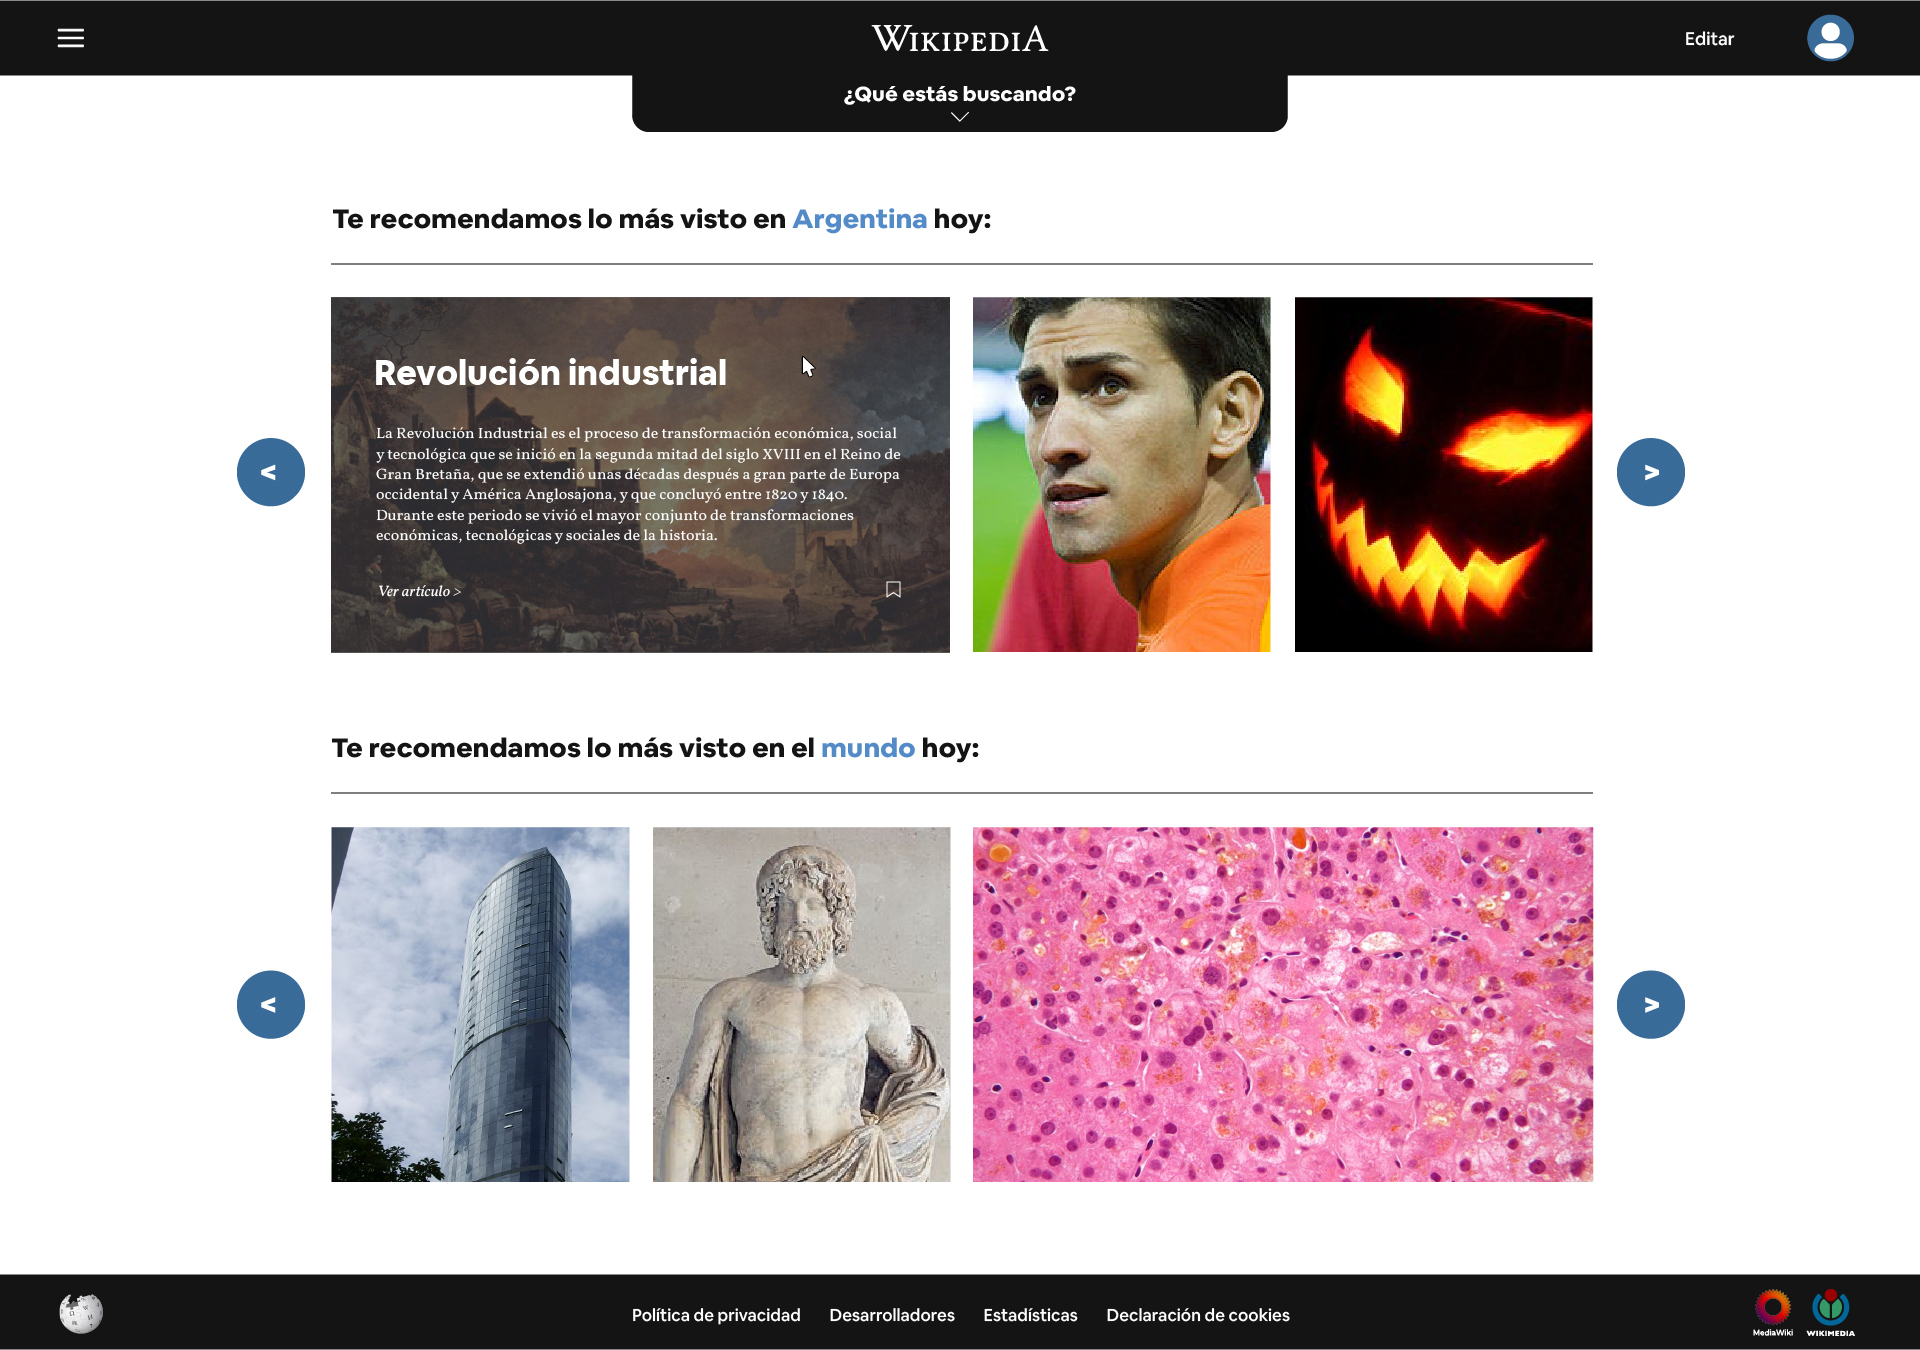 WIKIPEDIA
Editar
¿Qué estás buscando?
Te recomendamos lo más visto en Argentina hoy:
Revolución industrial
La Revolución Industrial es el proceso de transformación económica, social
y tecnológica que se inició en la segunda mitad del siglo XVIII en el Reino de
Gran Bretaña, que se extendió unas décadas después a gran parte de Europa
occidental y América Anglosajona, y que concluyó entre 1820 y 1840.
Durante este periodo se vivió el mayor conjunto de transformaciones
económicas, tecnológicas y sociales de la historia.
Ver artículo >
<
>
Te recomendamos lo más visto en el mundo hoy:
<
>
Política de privacidad Desarrolladores Estadísticas Declaración de cookies
MediaWiki
WIKIMEDIA